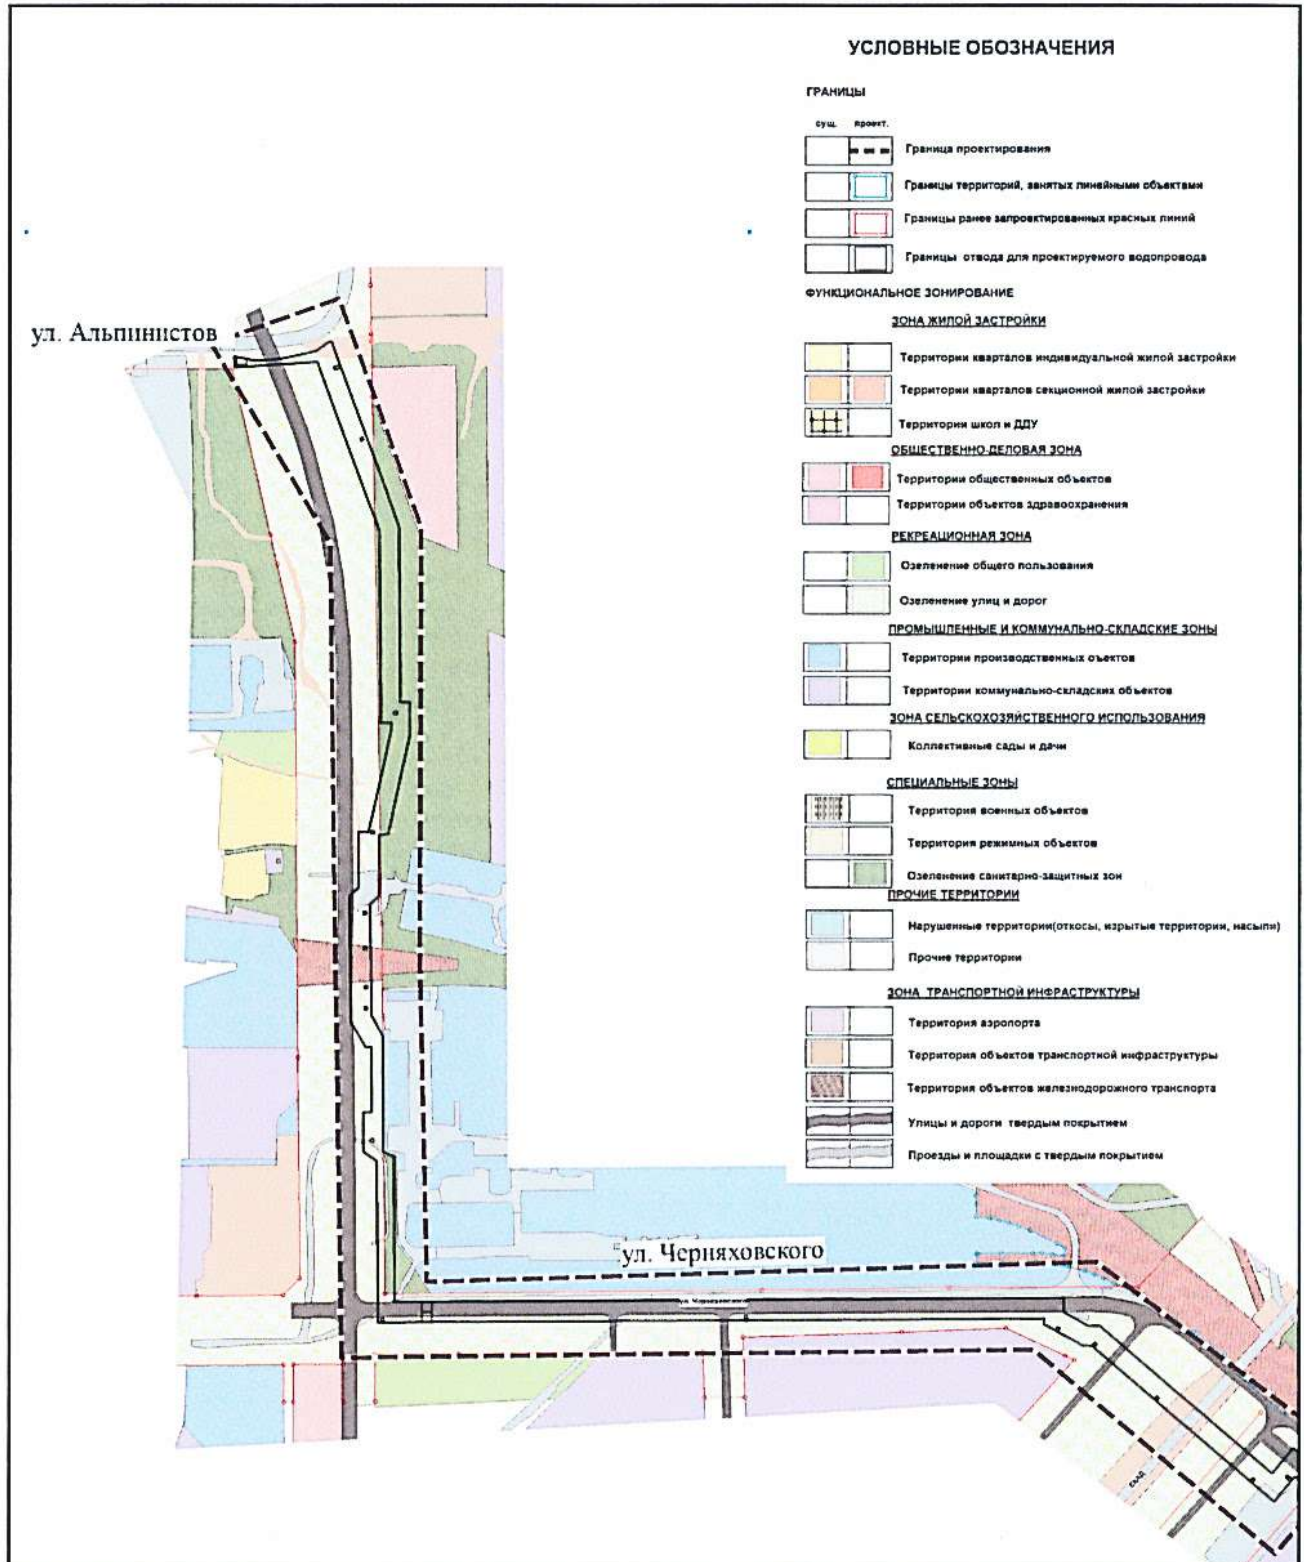 УСЛОВНЫЕ ОБОЗНАЧЕНИЯ
ГРАНИЦЫ
сущ. проект.
Граница проектирования
Границы территорий, занятых линейными объектами
Границы ранее запроектированных красных линий
Границы отвода для проектируемого водопровода
ФУНКЦИОНАЛЬНОЕ ЗОНИРОВАНИЕ
ЗОНА ЖИЛОЙ ЗАСТРОЙКИ
Территории кварталов индивидуальной жилой застройки
Территории кварталов секционной жилой застройки
Территории школ и ДДУ
ОБЩЕСТВЕННО-ДЕЛОВАЯ ЗОНА
Территории общественных объектов
Территории объектов здравоохранения
РЕКРЕАЦИОННАЯ ЗОНА
Озеленение общего пользования
Озеленение улиц и дорог
ПРОМЫШЛЕННЫЕ И КОММУНАЛЬНО-СКЛАДСКИЕ ЗОНЫ
Территории производственных оъектов
Территории коммунально-складских объектов
ЗОНА СЕЛЬСКОХОЗЯЙСТВЕННОГО ИСПОЛЬЗОВАНИЯ
Коллективные сады и дачи
СПЕЦИАЛЬНЫЕ ЗОНЫ
Территория военных объектов
Территория режимных объектов
Озеленение санитарно-защитных зон
ПРОЧИЕ ТЕРРИТОРИИ
Нарушенные территории(откосы, изрытые территории, насыпи)
Прочие территории
ЗОНА ТРАНСПОРТНОЙ ИНФРАСТРУКТУРЫ
Территория аэропорта
Территория объектов транспортной инфраструктуры
Территория объектов железнодорожного транспорта
Улицы и дороги твердым покрытием
Проезды и площадки с твердым покрытием
ул. Альпинистов
ул. Черняховского
ул. Черняховского
ЕКАД